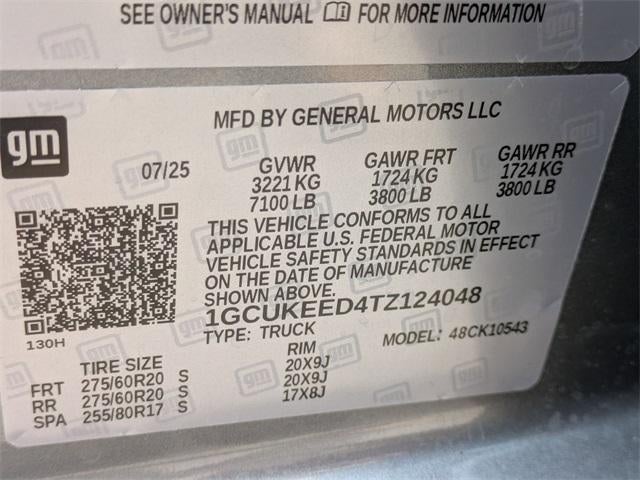 SEE OWNER'S MANUAL FOR MORE INFORMATION
gm
MFD BY GENERAL MOTORS LLC
07/25
GVWR GAWR FRT GAWR RR
3221 KG 1724 KG 1724 KG
7100 LB 3800 LB 3800 LB
THIS VEHICLE CONFORMS TO ALL
APPLICABLE U.S. FEDERAL MOTOR
VEHICLE SAFETY STANDARDS IN EFFECT
ON THE DATE OF MANUFACTURE
SHOWN ABOVE.
1GCUKEED4TZ124048
TYPE: TRUCK MODEL: 48CK10543
130H
TIRE SIZE RIM
FRT 275/60R20 S 20X9J
RR 275/60R20 S 20X9J
SPA 255/80R17 S 17X8J